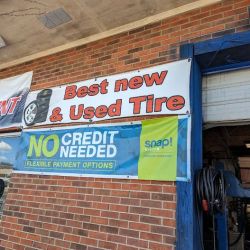 Best new
& Used Tire
NO CREDIT
NEEDED
FLEXIBLE PAYMENT OPTIONS
snap!